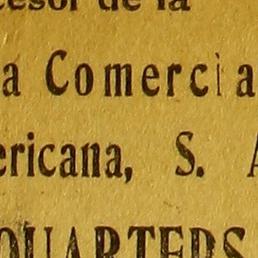 cesor de la
a Comercia
ericana, S. A
QUARTERS